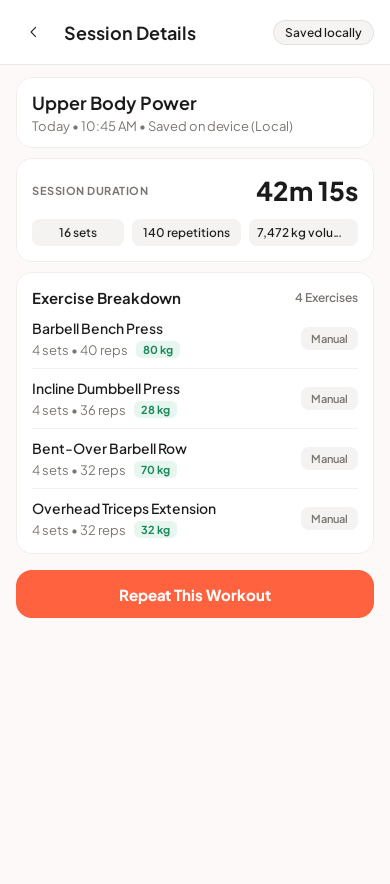 Session Details
Saved locally
Upper Body Power
Today • 10:45 AM • Saved on device (Local)
SESSION DURATION
42m 15s
16 sets
140 repetitions
7,472 kg volu...
Exercise Breakdown
4 Exercises
Barbell Bench Press
4 sets • 40 reps
80 kg
Manual
Incline Dumbbell Press
4 sets • 36 reps
28 kg
Manual
Bent-Over Barbell Row
4 sets • 32 reps
70 kg
Manual
Overhead Triceps Extension
4 sets • 32 reps
32 kg
Manual
Repeat This Workout